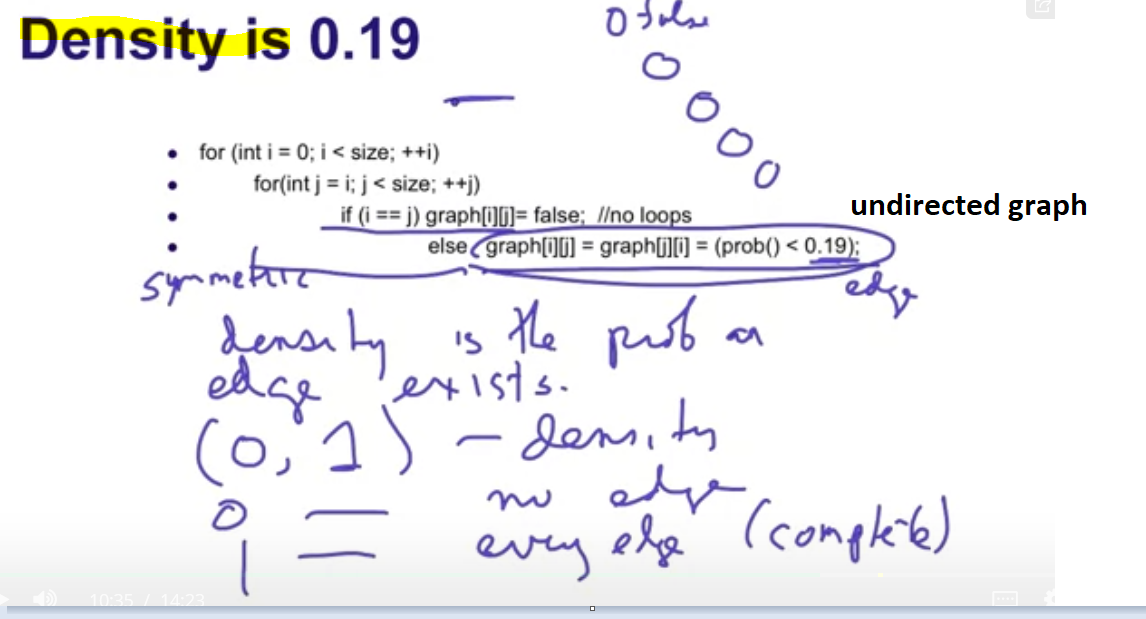 Density is 0.19
0 false
0
0
0
0
• for (int i = 0; i < size; ++i)
• for(int j = i; j < size; ++j)
• if (i == j) graph[i][j]= false; //no loops
• else graph[i][j] = graph[j][i] = (prob() < 0.19);
undirected graph
symmetric
edge
density is the prob an
edge exists.
(0, 1) – density
0 — no edge
1 — every edge (complete)
10:35 / 14:23